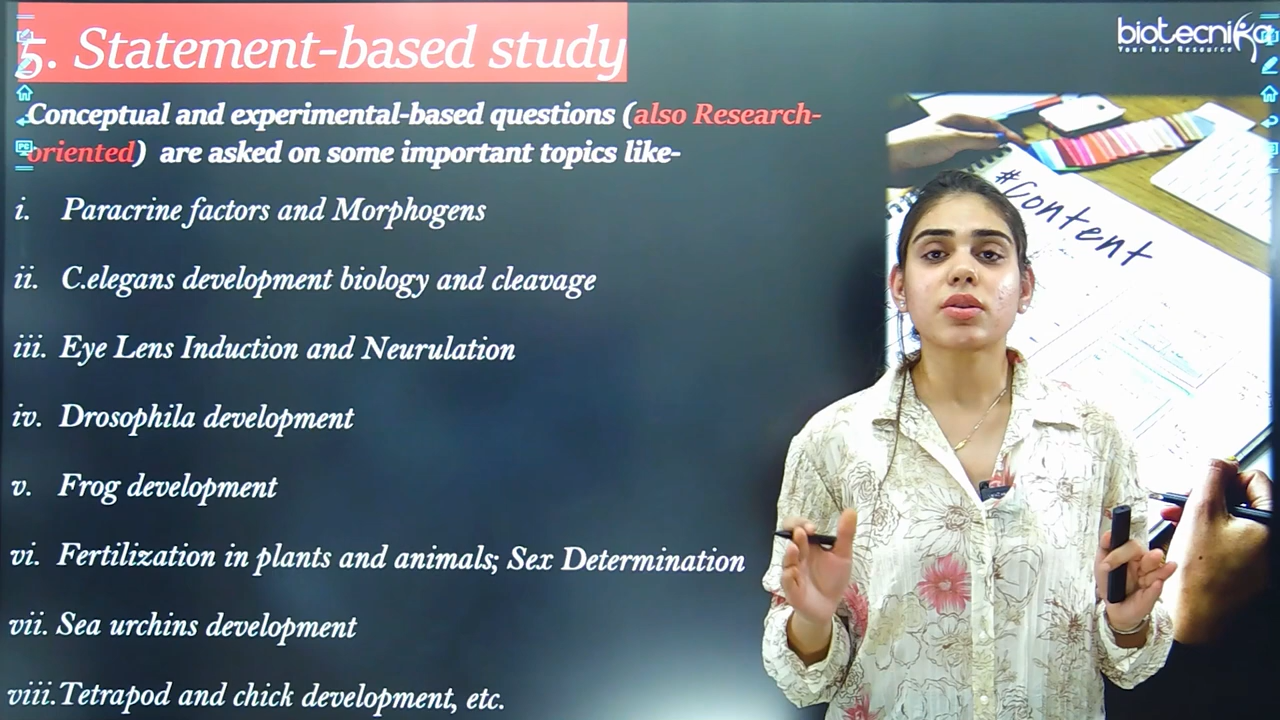 5. Statement-based study
biotecnika
Your Bio Resource
Conceptual and experimental-based questions (also Research-
oriented) are asked on some important topics like-
#Content
i. Paracrine factors and Morphogens
ii. C.elegans development biology and cleavage
iii. Eye Lens Induction and Neurulation
iv. Drosophila development
v. Frog development
vi. Fertilization in plants and animals; Sex Determination
vii. Sea urchins development
viii. Tetrapod and chick development, etc.